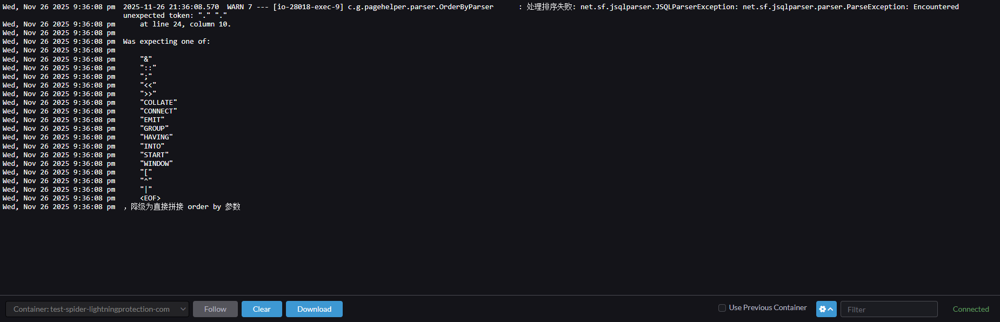 Wed, Nov 26 2025 9:36:08 pm 2025-11-26 21:36:08.570  WARN 7 --- [io-28018-exec-9] c.g.pagehelper.parser.OrderByParser      : 处理排序失败: net.sf.jsqlparser.JSQLParserException: net.sf.jsqlparser.parser.ParseException: Encountered
unexpected token: "." "."
Wed, Nov 26 2025 9:36:08 pm     at line 24, column 10.
Wed, Nov 26 2025 9:36:08 pm
Wed, Nov 26 2025 9:36:08 pm Was expecting one of:
Wed, Nov 26 2025 9:36:08 pm
Wed, Nov 26 2025 9:36:08 pm     "&"
Wed, Nov 26 2025 9:36:08 pm     "::"
Wed, Nov 26 2025 9:36:08 pm     ";"
Wed, Nov 26 2025 9:36:08 pm     "<<"
Wed, Nov 26 2025 9:36:08 pm     ">>"
Wed, Nov 26 2025 9:36:08 pm     "COLLATE"
Wed, Nov 26 2025 9:36:08 pm     "CONNECT"
Wed, Nov 26 2025 9:36:08 pm     "EMIT"
Wed, Nov 26 2025 9:36:08 pm     "GROUP"
Wed, Nov 26 2025 9:36:08 pm     "HAVING"
Wed, Nov 26 2025 9:36:08 pm     "INTO"
Wed, Nov 26 2025 9:36:08 pm     "START"
Wed, Nov 26 2025 9:36:08 pm     "WINDOW"
Wed, Nov 26 2025 9:36:08 pm     "["
Wed, Nov 26 2025 9:36:08 pm     "^"
Wed, Nov 26 2025 9:36:08 pm     "|"
Wed, Nov 26 2025 9:36:08 pm     <EOF>
Wed, Nov 26 2025 9:36:08 pm ，降级为直接拼接 order by 参数
Container: test-spider-lightningprotection-com Follow Clear Download Use Previous Container Filter Connected